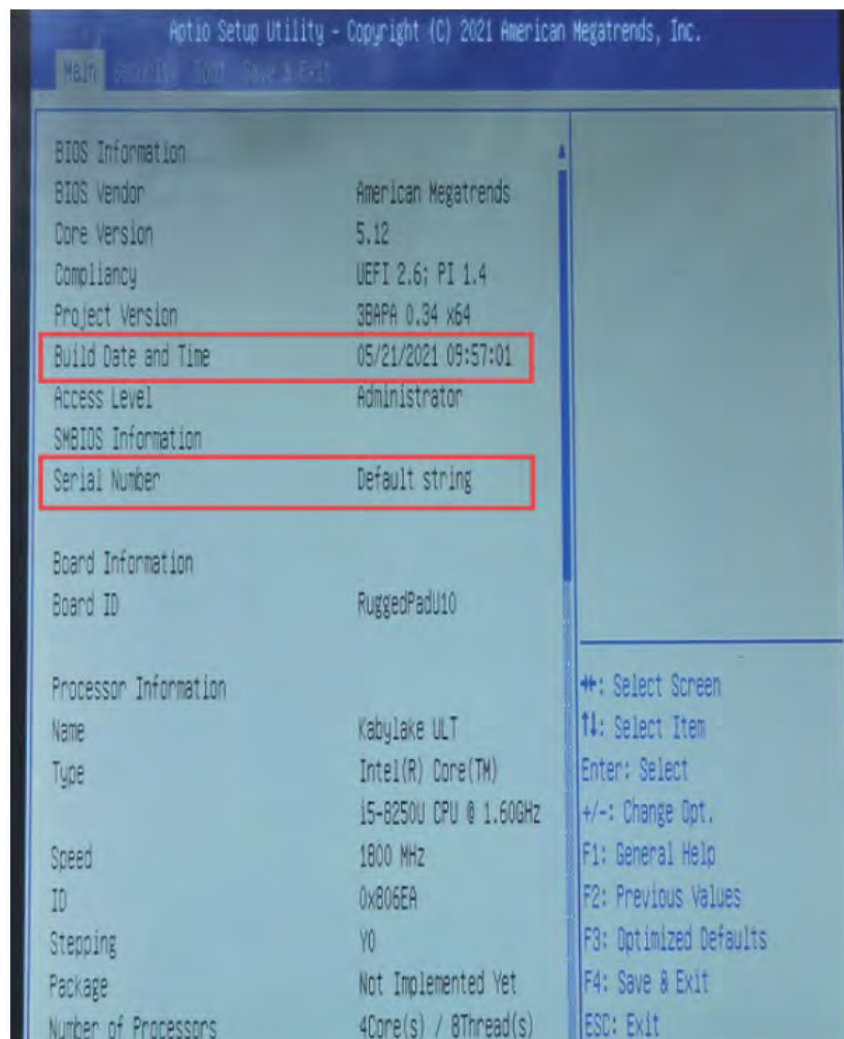 Aptio Setup Utility - Copyright (C) 2021 American Megatrends, Inc.
Main Security Boot Save & Exit
BIOS Information
BIOS Vendor American Megatrends
Core Version 5.12
Compliancy UEFI 2.6; PI 1.4
Project Version 3BAPA 0.34 x64
Build Date and Time 05/21/2021 09:57:01
Access Level Administrator
SMBIOS Information
Serial Number Default string
Board Information
Board ID RuggedPadU10
Processor Information
Name Kabylake ULT
Type Intel(R) Core(TM)
i5-8250U CPU @ 1.60GHz
Speed 1800 MHz
ID 0x806EA
Stepping Y0
Package Not Implemented Yet
Number of Processors 4Core(s) / 8Thread(s)
→←: Select Screen
↑↓: Select Item
Enter: Select
+/-: Change Opt.
F1: General Help
F2: Previous Values
F3: Optimized Defaults
F4: Save & Exit
ESC: Exit